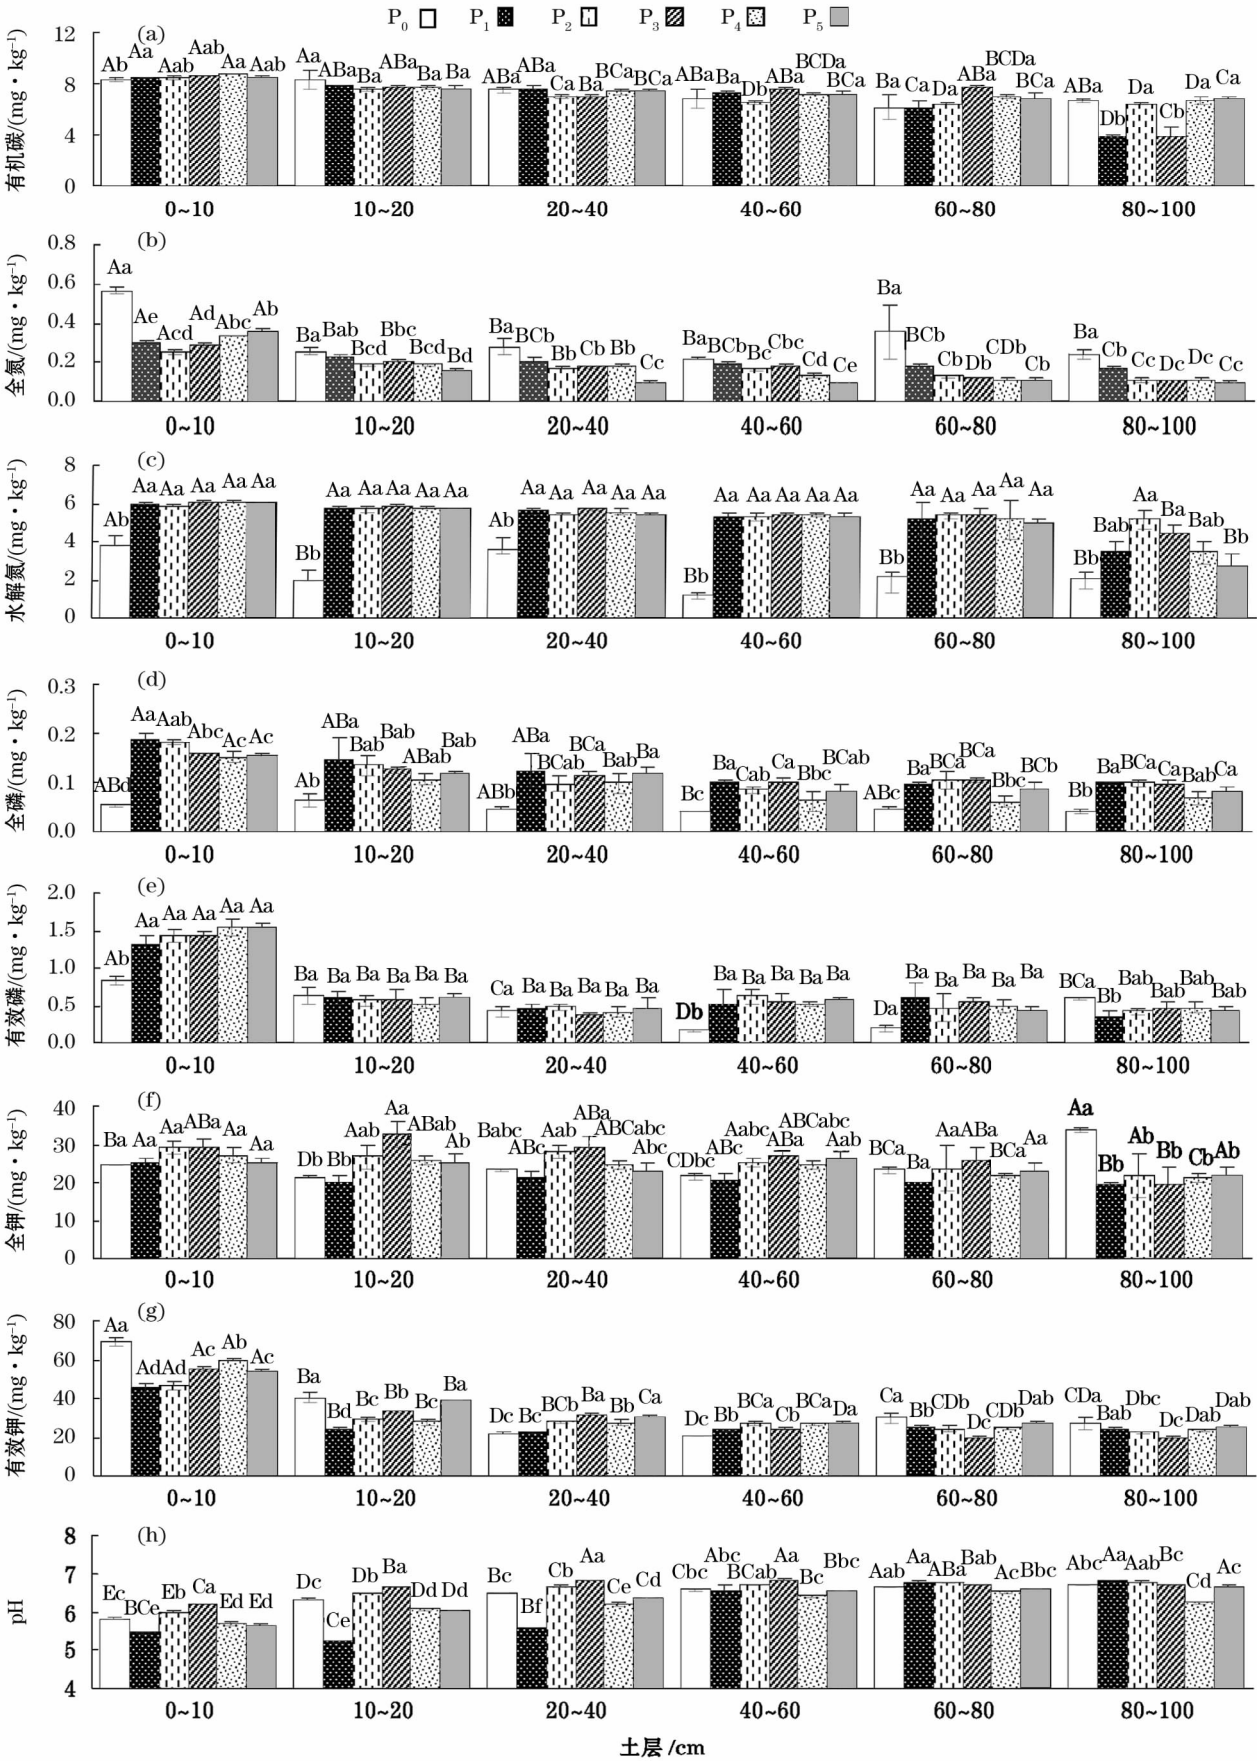 P0 P1 P2 P3 P4 P5
(a)
有机碳/(mg·kg⁻¹)
12
8
4
0
Ab Aa Aab Aab Aa Aab
Aa ABa Ba ABa Ba Ba
ABa ABa Ca Ba BCa BCa
ABa Ba Db ABa BCDa BCa
Ba Ca Da ABa BCDa BCa
ABa Db Da Cb Da Ca
0~10 10~20 20~40 40~60 60~80 80~100
(b)
全氮/(mg·kg⁻¹)
0.8
0.6
0.4
0.2
0.0
Aa Ae Acd Ad Abc Ab
Ba Bab Bcd Bbc Bcd Bd
Ba BCb Bb Cb Bb Cc
Ba BCb Bc Cbc Cd Ce
Ba BCb Cb Db CDb Cb
Ba Cb Cc Dc Dc Cc
0~10 10~20 20~40 40~60 60~80 80~100
(c)
水解氮/(mg·kg⁻¹)
8
6
4
2
0
Ab Aa Aa Aa Aa Aa
Bb Aa Aa Aa Aa Aa
Ab Aa Aa Aa Aa Aa
Bb Aa Aa Aa Aa Aa
Bb Aa Aa Aa Aa Aa
Bb Bab Aa Ba Bab Bb
0~10 10~20 20~40 40~60 60~80 80~100
(d)
全磷/(mg·kg⁻¹)
0.3
0.2
0.1
0.0
ABd Aa Aab Abc Ac Ac
Ab ABa Bab Bab ABab Bab
ABb ABa BCab BCa Bab Ba
Bc Ba Cab Ca Bbc BCab
ABc Ba BCa BCa Bbc BCb
Bb Ba BCa Ca Bab Ca
0~10 10~20 20~40 40~60 60~80 80~100
(e)
有效磷/(mg·kg⁻¹)
2.0
1.5
1.0
0.5
0.0
Ab Aa Aa Aa Aa Aa
Ba Ba Ba Ba Ba Ba
Ca Ba Ba Ba Ba Ba
Db Ba Ba Ba Ba Ba
Da Ba Ba Ba Ba Ba
BCa Bb Bab Bab Bab Bab
0~10 10~20 20~40 40~60 60~80 80~100
(f)
全钾/(mg·kg⁻¹)
40
30
20
10
0
Ba Aa Aa ABa Aa Aa
Db Bb Aab Aa ABab Ab
Babc ABc Aab ABa ABCabc Abc
CDbc ABc Aabc ABa ABCabc Aab
BCa Ba Aa ABa BCa Aa
Aa Bb Ab Bb Cb Ab
0~10 10~20 20~40 40~60 60~80 80~100
(g)
有效钾/(mg·kg⁻¹)
80
60
40
20
0
Aa Ad Ad Ac Ab Ac
Ba Bd Bc Bb Bc Ba
Dc Bc BCb Ba Bb Ca
Dc Bb BCa Cb BCa Da
Ca Bb CDb Dc CDb Dab
CDa Bab Dbc Dc Dab Dab
0~10 10~20 20~40 40~60 60~80 80~100
(h)
pH
8
7
6
5
4
Ec BCe Eb Ca Ed Ed
Dc Ce Db Ba Dd Dd
Bc Bf Cb Aa Ce Cd
Cbc Abc BCab Aa Bc Bbc
Aab Aa ABa Bab Ac Bbc
Abc Aa Aab Bc Cd Ac
0~10 10~20 20~40 40~60 60~80 80~100
土层/cm